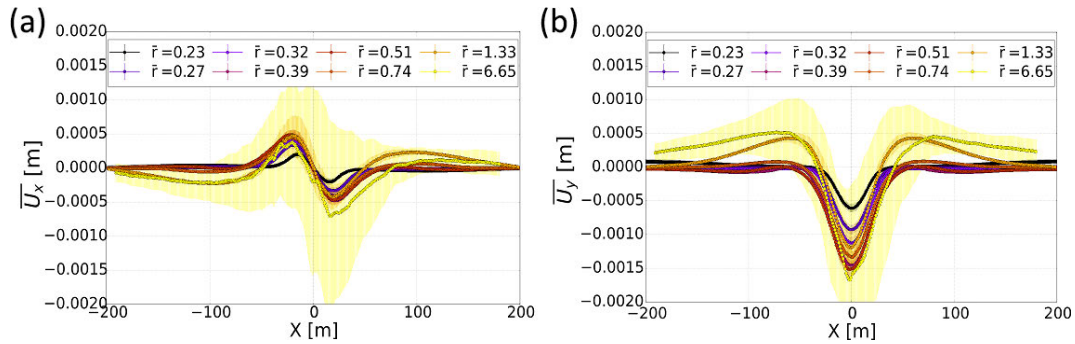 (a)
0.0020
0.0015
0.0010
0.0005
0.0000
−0.0005
−0.0010
−0.0015
−0.0020
U̅x [m]
r̄ =0.23 r̄ =0.32 r̄ =0.51 r̄ =1.33
r̄ =0.27 r̄ =0.39 r̄ =0.74 r̄ =6.65
−200 −100 0 100 200
X [m]
(b)
0.0020
0.0015
0.0010
0.0005
0.0000
−0.0005
−0.0010
−0.0015
−0.0020
U̅y [m]
r̄ =0.23 r̄ =0.32 r̄ =0.51 r̄ =1.33
r̄ =0.27 r̄ =0.39 r̄ =0.74 r̄ =6.65
−200 −100 0 100 200
X [m]